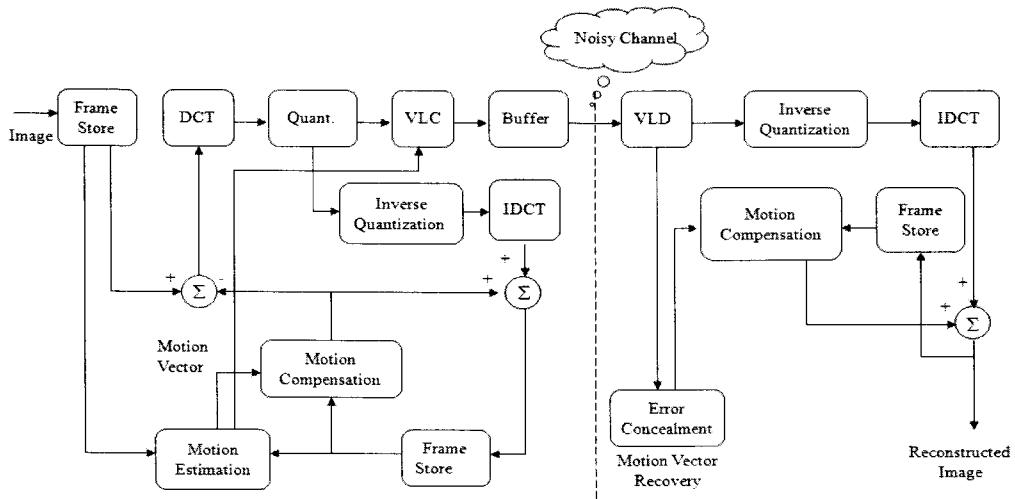 Noisy Channel
Image
Frame
Store
DCT
Quant.
VLC
Buffer
VLD
Inverse
Quantization
IDCT
Inverse
Quantization
IDCT
Motion
Compensation
Frame
Store
+
-
Σ
+
+
Σ
+
+
Σ
Motion
Vector
Motion
Compensation
Motion
Estimation
Frame
Store
Error
Concealment
Motion Vector
Recovery
Reconstructed
Image